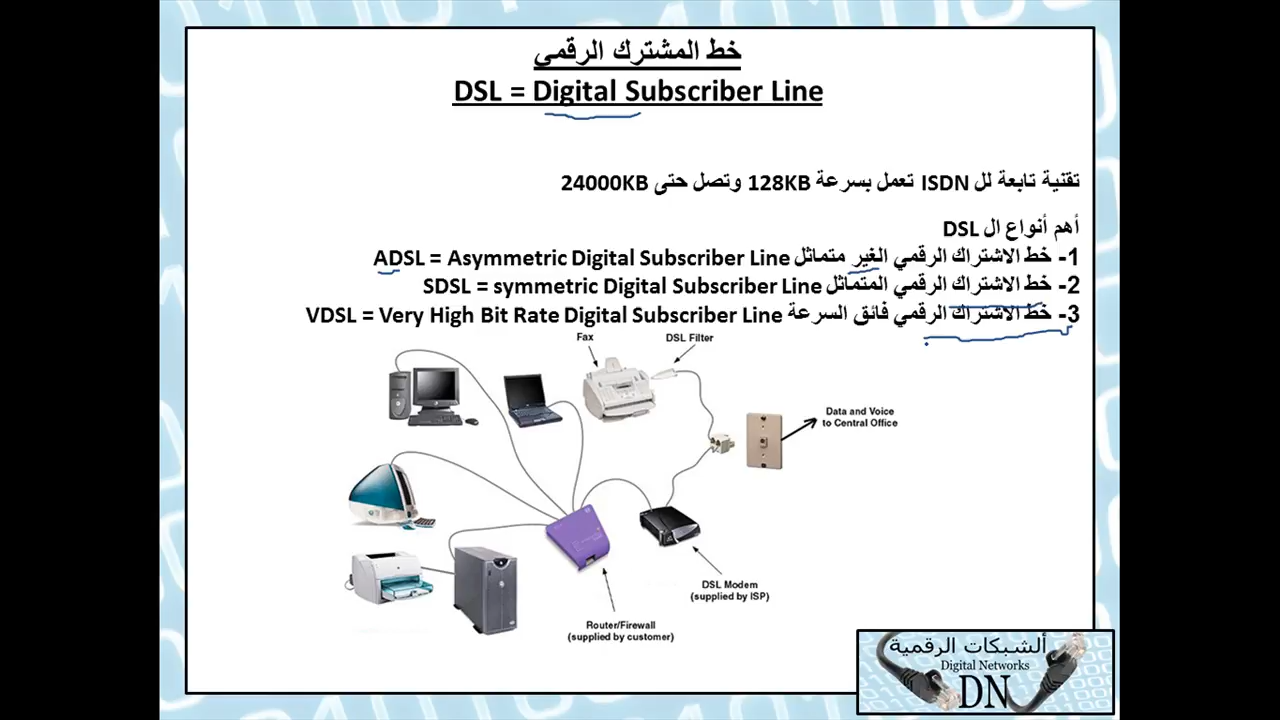 خط المشترك الرقمي
DSL = Digital Subscriber Line
تقنية تابعة لل ISDN تعمل بسرعة 128KB وتصل حتى 24000KB
أهم أنواع ال DSL
1- خط الاشتراك الرقمي الغير متماثل ADSL = Asymmetric Digital Subscriber Line
2- خط الاشتراك الرقمي المتماثل SDSL = symmetric Digital Subscriber Line
3- خط الاشتراك الرقمي فائق السرعة VDSL = Very High Bit Rate Digital Subscriber Line
Fax
DSL Filter
Data and Voice
to Central Office
DSL Modem
(supplied by ISP)
Router/Firewall
(supplied by customer)
ألشبكات الرقمية
Digital Networks
DN